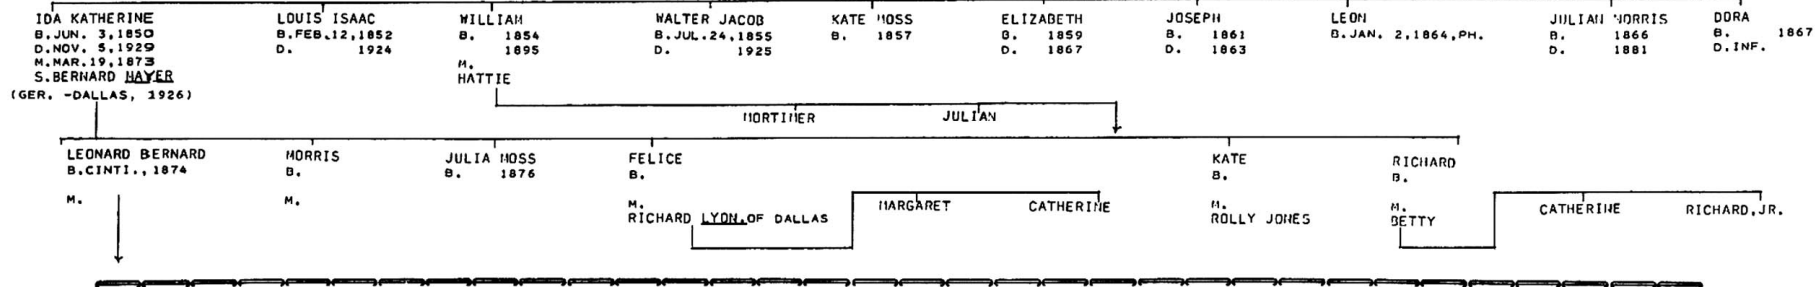 IDA KATHERINE
B.JUN. 3,1850
D.NOV. 5,1929
M.MAR.19,1873
S.BERNARD MAYER
(GER. -DALLAS, 1926)
LOUIS ISAAC
B.FEB.12,1852
D. 1924
WILLIAM
B. 1854
1895
M.
HATTIE
WALTER JACOB
B.JUL.24,1855
D. 1925
KATE MOSS
B. 1857
ELIZABETH
B. 1859
D. 1867
JOSEPH
B. 1861
D. 1863
LEON
B.JAN. 2,1864,PH.
JULIAN NORRIS
B. 1866
D. 1881
DORA
B. 1867
D.INF.
MORTIMER
JULIAN
LEONARD BERNARD
B.CINTI.,1874
M.
MORRIS
B.
M.
JULIA MOSS
B. 1876
FELICE
B.
M.
RICHARD LYON.OF DALLAS
MARGARET
CATHERINE
KATE
B.
M.
ROLLY JONES
RICHARD
B.
M.
BETTY
CATHERINE
RICHARD,JR.